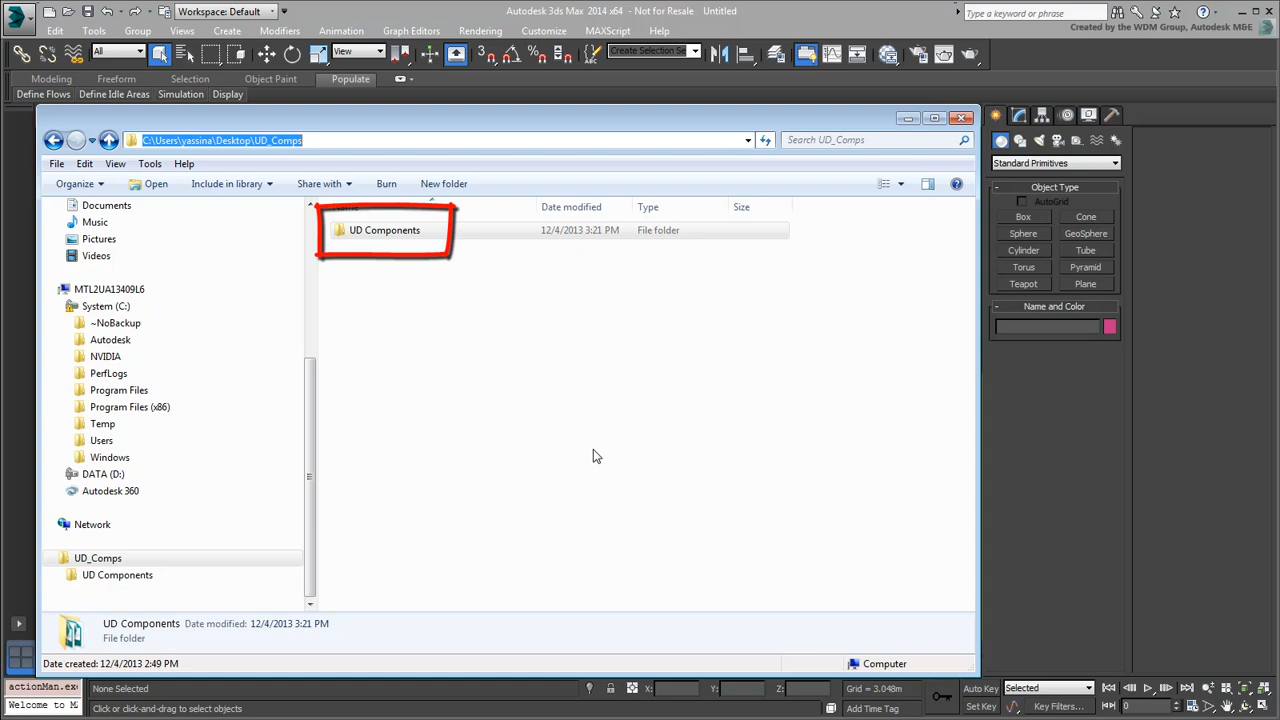 Workspace: Default
Autodesk 3ds Max 2014 x64 - Not for Resale Untitled
Type a keyword or phrase
Edit Tools Group Views Create Modifiers Animation Graph Editors Rendering Customize MAXScript Help
Created by the WDM Group, Autodesk M&E
All View Create Selection Se
Modeling Freeform Selection Object Paint Populate
Define Flows Define Idle Areas Simulation Display
C:\Users\yassina\Desktop\UD_Comps
Search UD_Comps
File Edit View Tools Help
Organize Open Include in library Share with Burn New folder
Date modified Type Size
UD Components 12/4/2013 3:21 PM File folder
Documents
Music
Pictures
Videos
MTL2UA13409L6
System (C:)
~NoBackup
Autodesk
NVIDIA
PerfLogs
Program Files
Program Files (x86)
Temp
Users
Windows
DATA (D:)
Autodesk 360
Network
UD_Comps
UD Components
UD Components Date modified: 12/4/2013 3:21 PM
File folder
Date created: 12/4/2013 2:49 PM
Computer
Standard Primitives
- Object Type
AutoGrid
Box Cone
Sphere GeoSphere
Cylinder Tube
Torus Pyramid
Teapot Plane
- Name and Color
actionMan.exe
None Selected
X: Y: Z:
Grid = 3.048m
Auto Key Selected
Welcome to M
Click or click-and-drag to select objects
Add Time Tag
Set Key Key Filters...
0